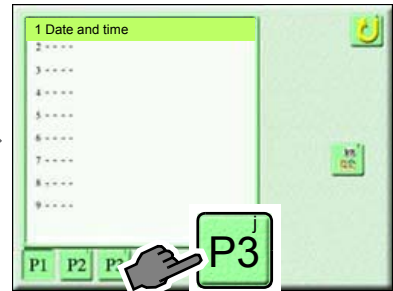 1 Date and time
2 - - - -
3 - - - -
4 - - - -
5 - - - -
6 - - - -
7 - - - -
8 - - - -
9 - - - -
P1 P2 P3
j
P3